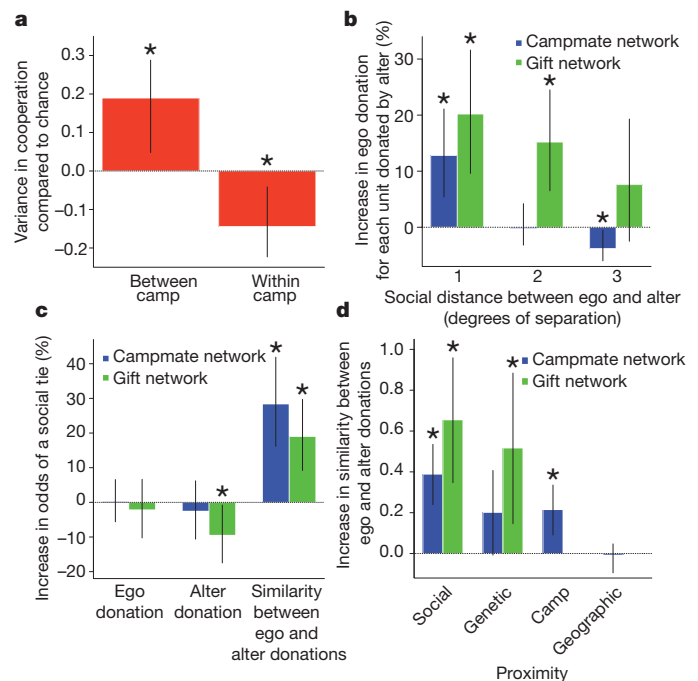 a
Variance in cooperation
compared to chance
0.3
0.2
0.1
0.0
−0.1
−0.2
*
*
Between
camp
Within
camp
b
Increase in ego donation
for each unit donated by alter (%)
30
20
10
0
Campmate network
Gift network
*
*
*
*
1
2
3
Social distance between ego and alter
(degrees of separation)
c
Increase in odds of a social tie (%)
40
30
20
10
0
−10
−20
Campmate network
Gift network
*
*
*
Ego
donation
Alter
donation
Similarity
between
ego and
alter donations
d
Increase in similarity between
ego and alter donations
1.0
0.8
0.6
0.4
0.2
0.0
Campmate network
Gift network
*
*
*
*
Social
Genetic
Camp
Geographic
Proximity